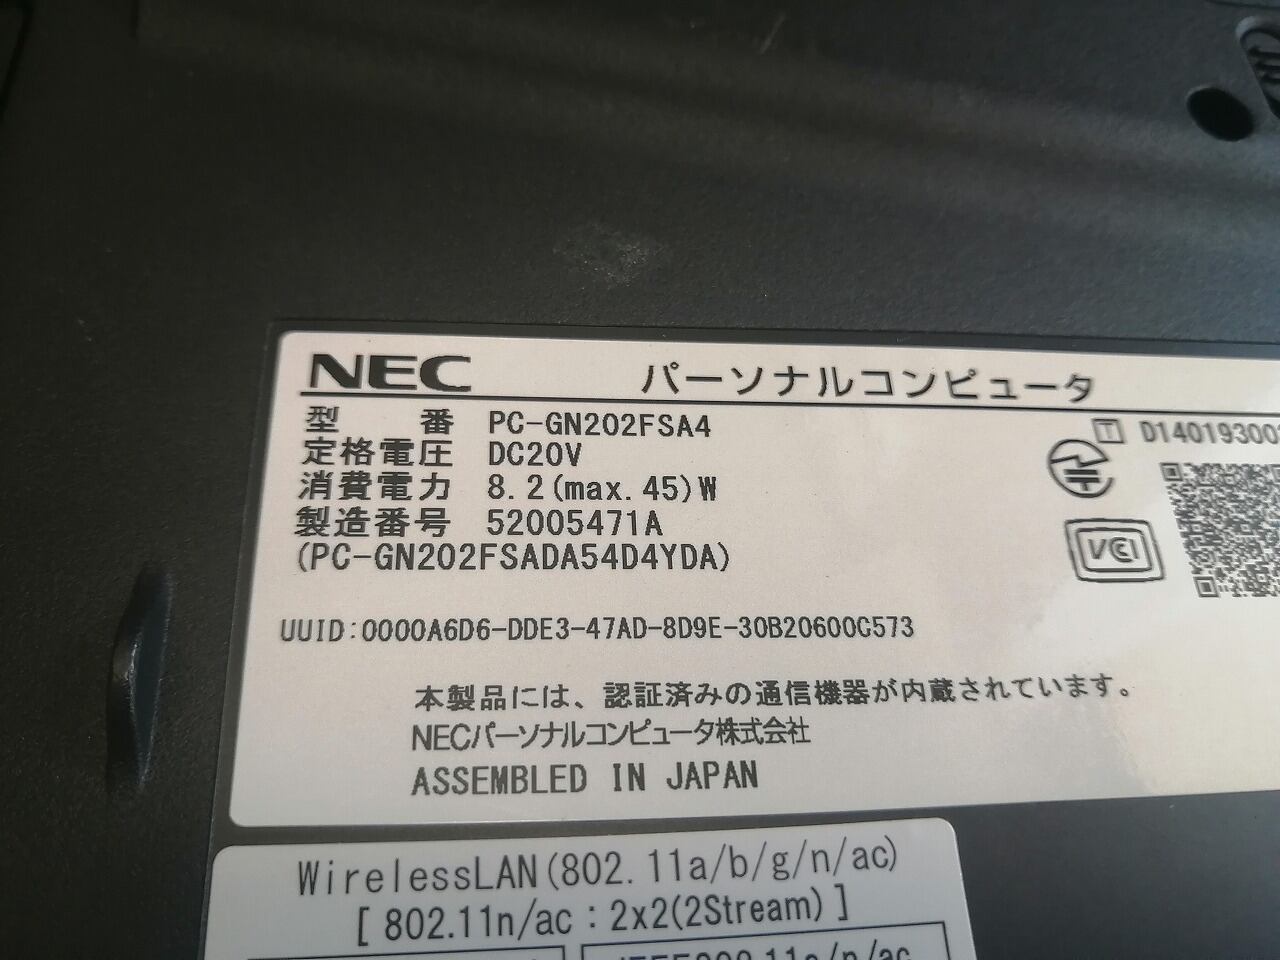 NEC パーソナルコンピュータ
型番 PC-GN202FSA4
定格電圧 DC20V
消費電力 8.2(max.45)W
製造番号 52005471A
(PC-GN202FSADA54D4YDA)
T D14019300
VCCI
UUID:0000A6D6-DDE3-47AD-8D9E-30B20600C573
本製品には、認証済みの通信機器が内蔵されています。
NECパーソナルコンピュータ株式会社
ASSEMBLED IN JAPAN
WirelessLAN(802.11a/b/g/n/ac)
[ 802.11n/ac : 2x2(2Stream) ]